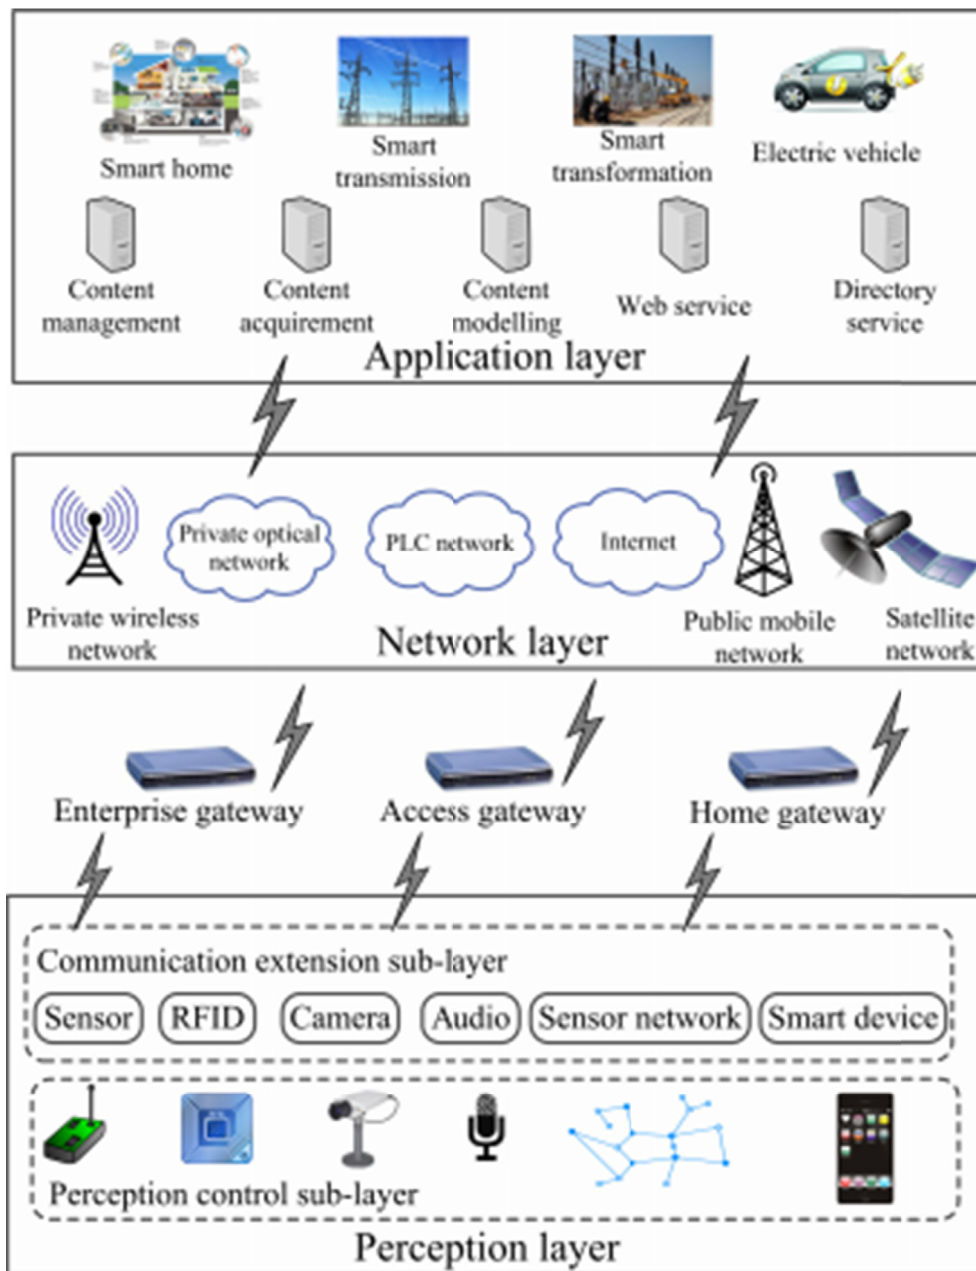 Smart home
Smart
transmission
Smart
transformation
Electric vehicle
Content
management
Content
acquirement
Content
modelling
Web service
Directory
service
Application layer
Private wireless
network
Private optical
network
PLC network
Internet
Public mobile
network
Satellite
network
Network layer
Enterprise gateway
Access gateway
Home gateway
Communication extension sub-layer
Sensor
RFID
Camera
Audio
Sensor network
Smart device
Perception control sub-layer
Perception layer